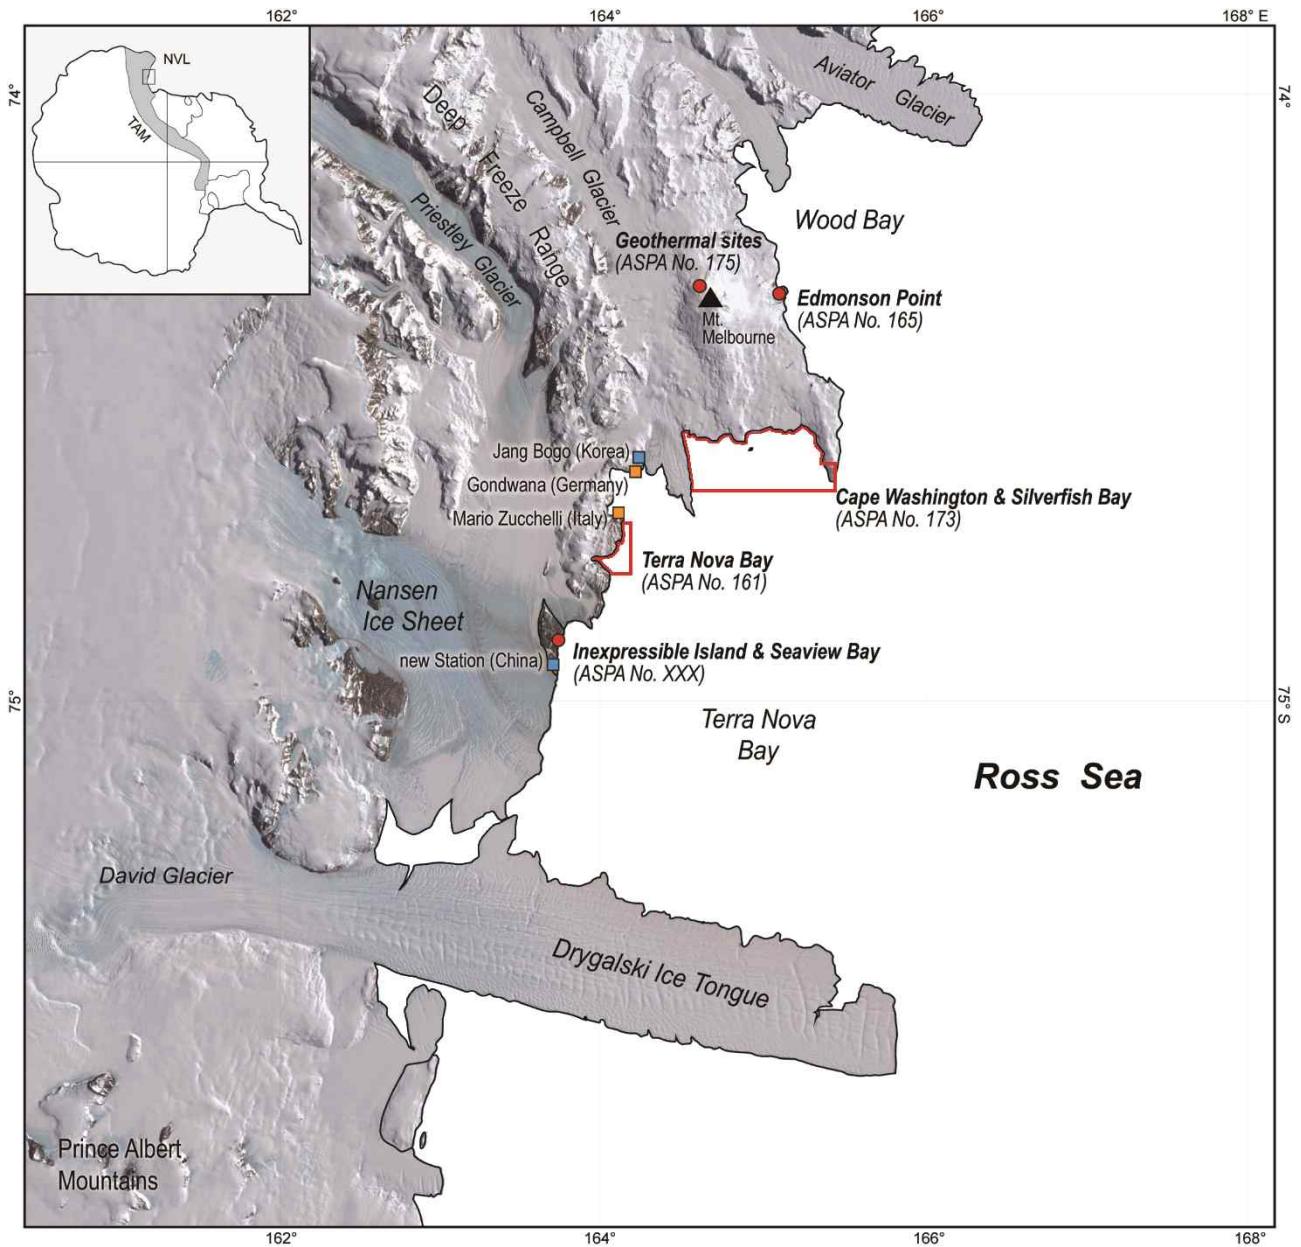 162°
164°
166°
168° E
NVL
TAM
74°
74°
Aviator Glacier
Deep Freeze Range
Campbell Glacier
Priestley Glacier
Wood Bay
Geothermal sites
(ASPA No. 175)
Edmonson Point
(ASPA No. 165)
Mt.
Melbourne
Jang Bogo (Korea)
Gondwana (Germany)
Cape Washington & Silverfish Bay
(ASPA No. 173)
Mario Zucchelli (Italy)
Terra Nova Bay
(ASPA No. 161)
Nansen
Ice Sheet
Inexpressible Island & Seaview Bay
(ASPA No. XXX)
new Station (China)
75°
75° S
Terra Nova
Bay
Ross Sea
David Glacier
Drygalski Ice Tongue
Prince Albert
Mountains
162°
164°
166°
168°